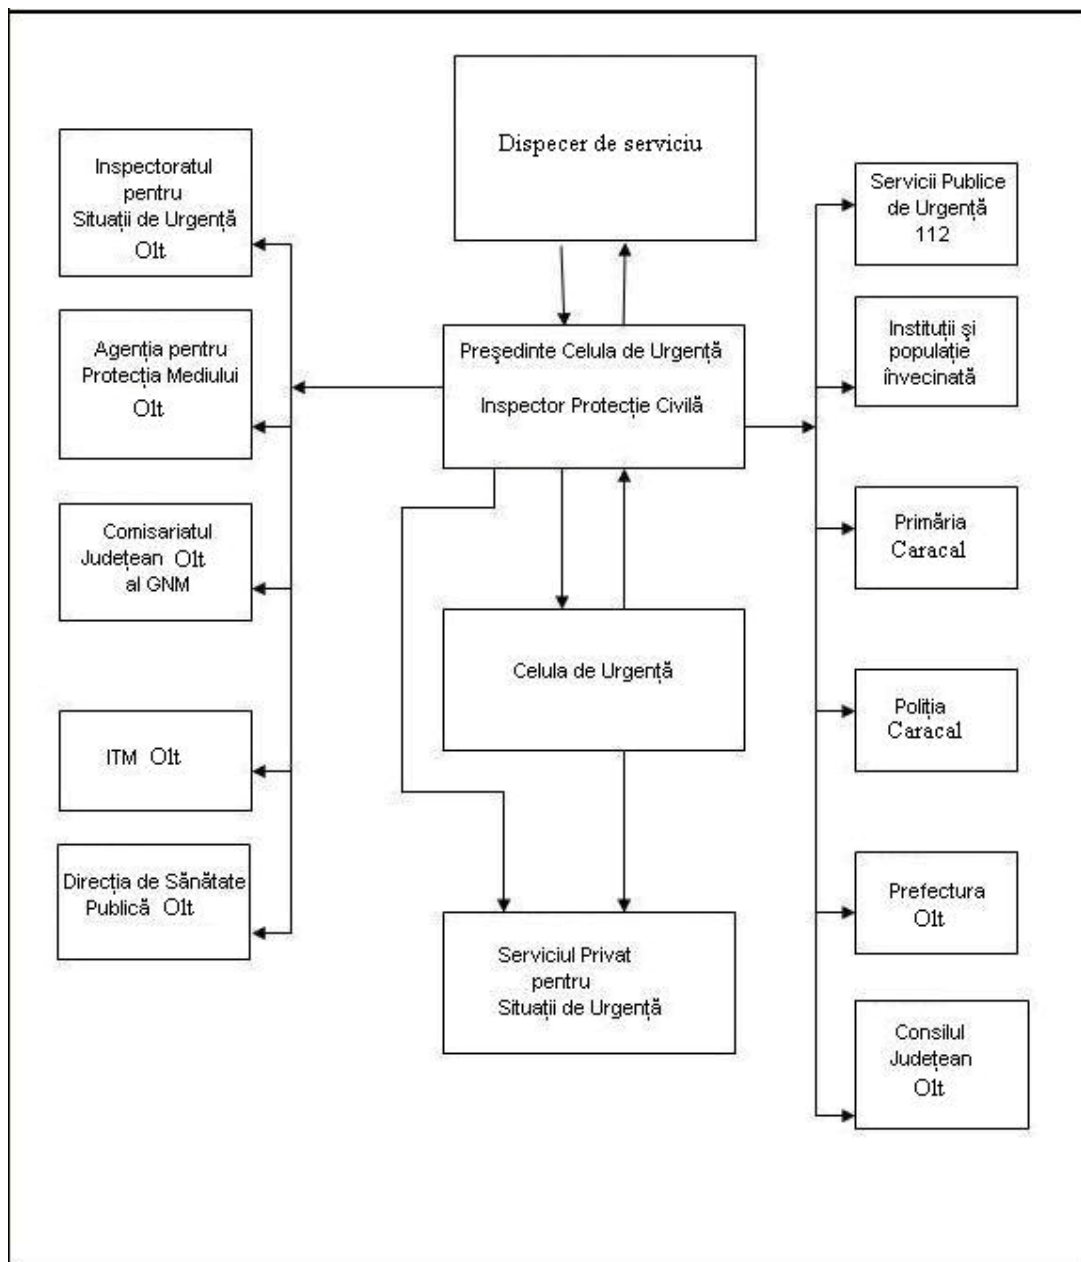 Dispecer de serviciu
Inspectoratul
pentru
Situații de Urgență
Olt
Servicii Publice
de Urgență
112
Agenția pentru
Protecția Mediului
Olt
Președinte Celula de Urgență
Inspector Protecție Civilă
Instituții și
populație
învecinată
Comisariatul
Județean Olt
al GNM
Primăria
Caracal
Celula de Urgență
ITM Olt
Poliția
Caracal
Direcția de Sănătate
Publică Olt
Serviciul Privat
pentru
Situații de Urgență
Prefectura
Olt
Consilul
Județean
Olt